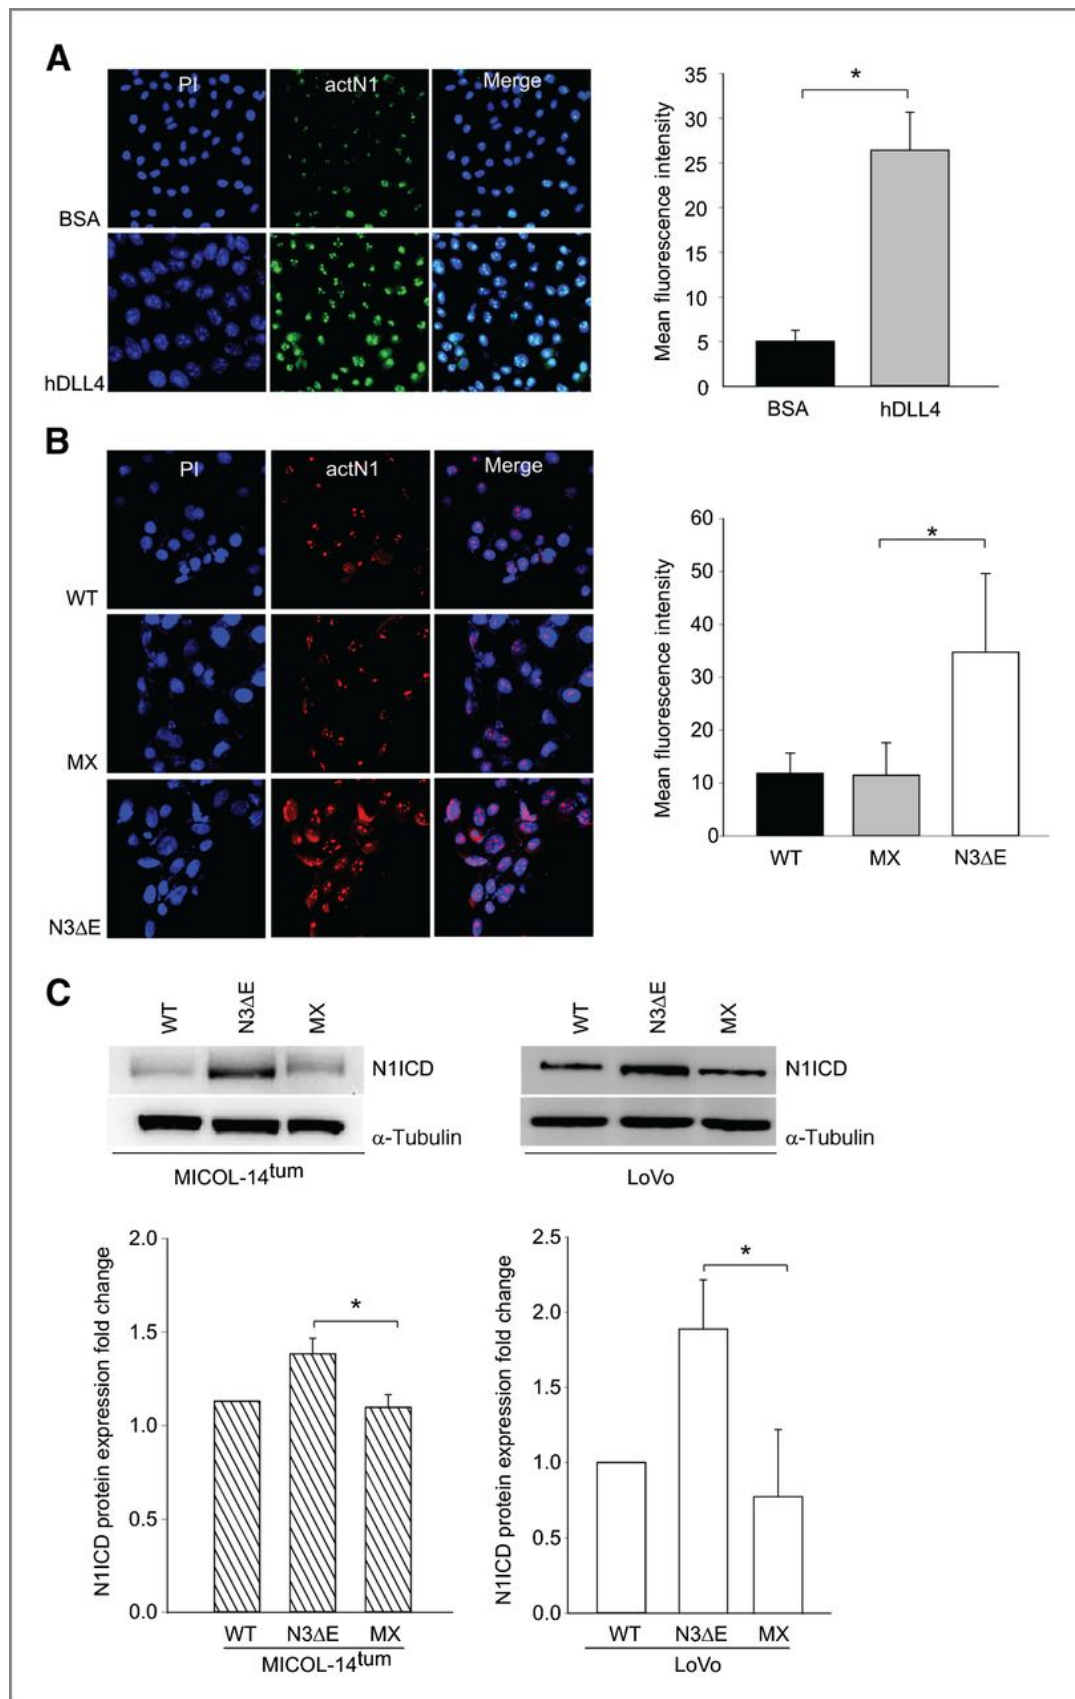 A
PI actN1 Merge
BSA
hDLL4
Mean fluorescence intensity
35
30
25
20
15
10
5
0
*
BSA hDLL4
B
PI actN1 Merge
WT
MX
N3ΔE
Mean fluorescence intensity
60
50
40
30
20
10
0
*
WT MX N3ΔE
C
WT N3ΔE MX
N1ICD
α-Tubulin
MICOL-14tum
WT N3ΔE MX
N1ICD
α-Tubulin
LoVo
N1ICD protein expression fold change
2.0
1.5
1.0
0.5
0.0
*
WT N3ΔE MX
MICOL-14tum
N1ICD protein expression fold change
2.5
2.0
1.5
1.0
0.5
0.0
*
WT N3ΔE MX
LoVo